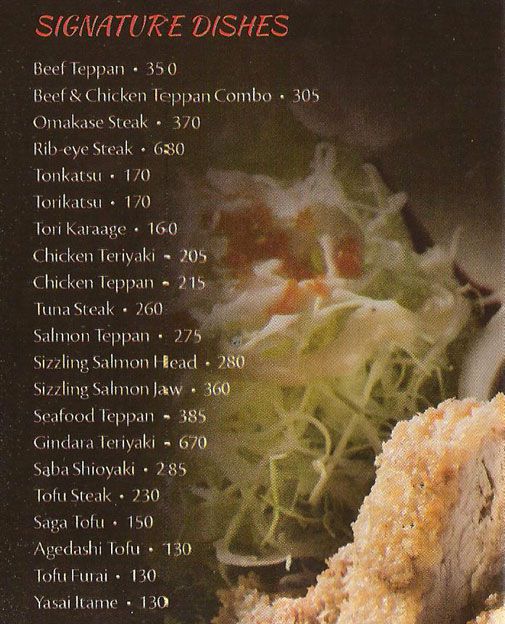 SIGNATURE DISHES
Beef Teppan • 350
Beef & Chicken Teppan Combo • 305
Omakase Steak • 370
Rib-eye Steak • 680
Tonkatsu • 170
Torikatsu • 170
Tori Karaage • 160
Chicken Teriyaki • 205
Chicken Teppan • 215
Tuna Steak • 260
Salmon Teppan • 275
Sizzling Salmon Head • 280
Sizzling Salmon Jaw • 360
Seafood Teppan • 385
Gindara Teriyaki • 670
Saba Shioyaki • 285
Tofu Steak • 230
Saga Tofu • 150
Agedashi Tofu • 130
Tofu Furai • 130
Yasai Itame • 130